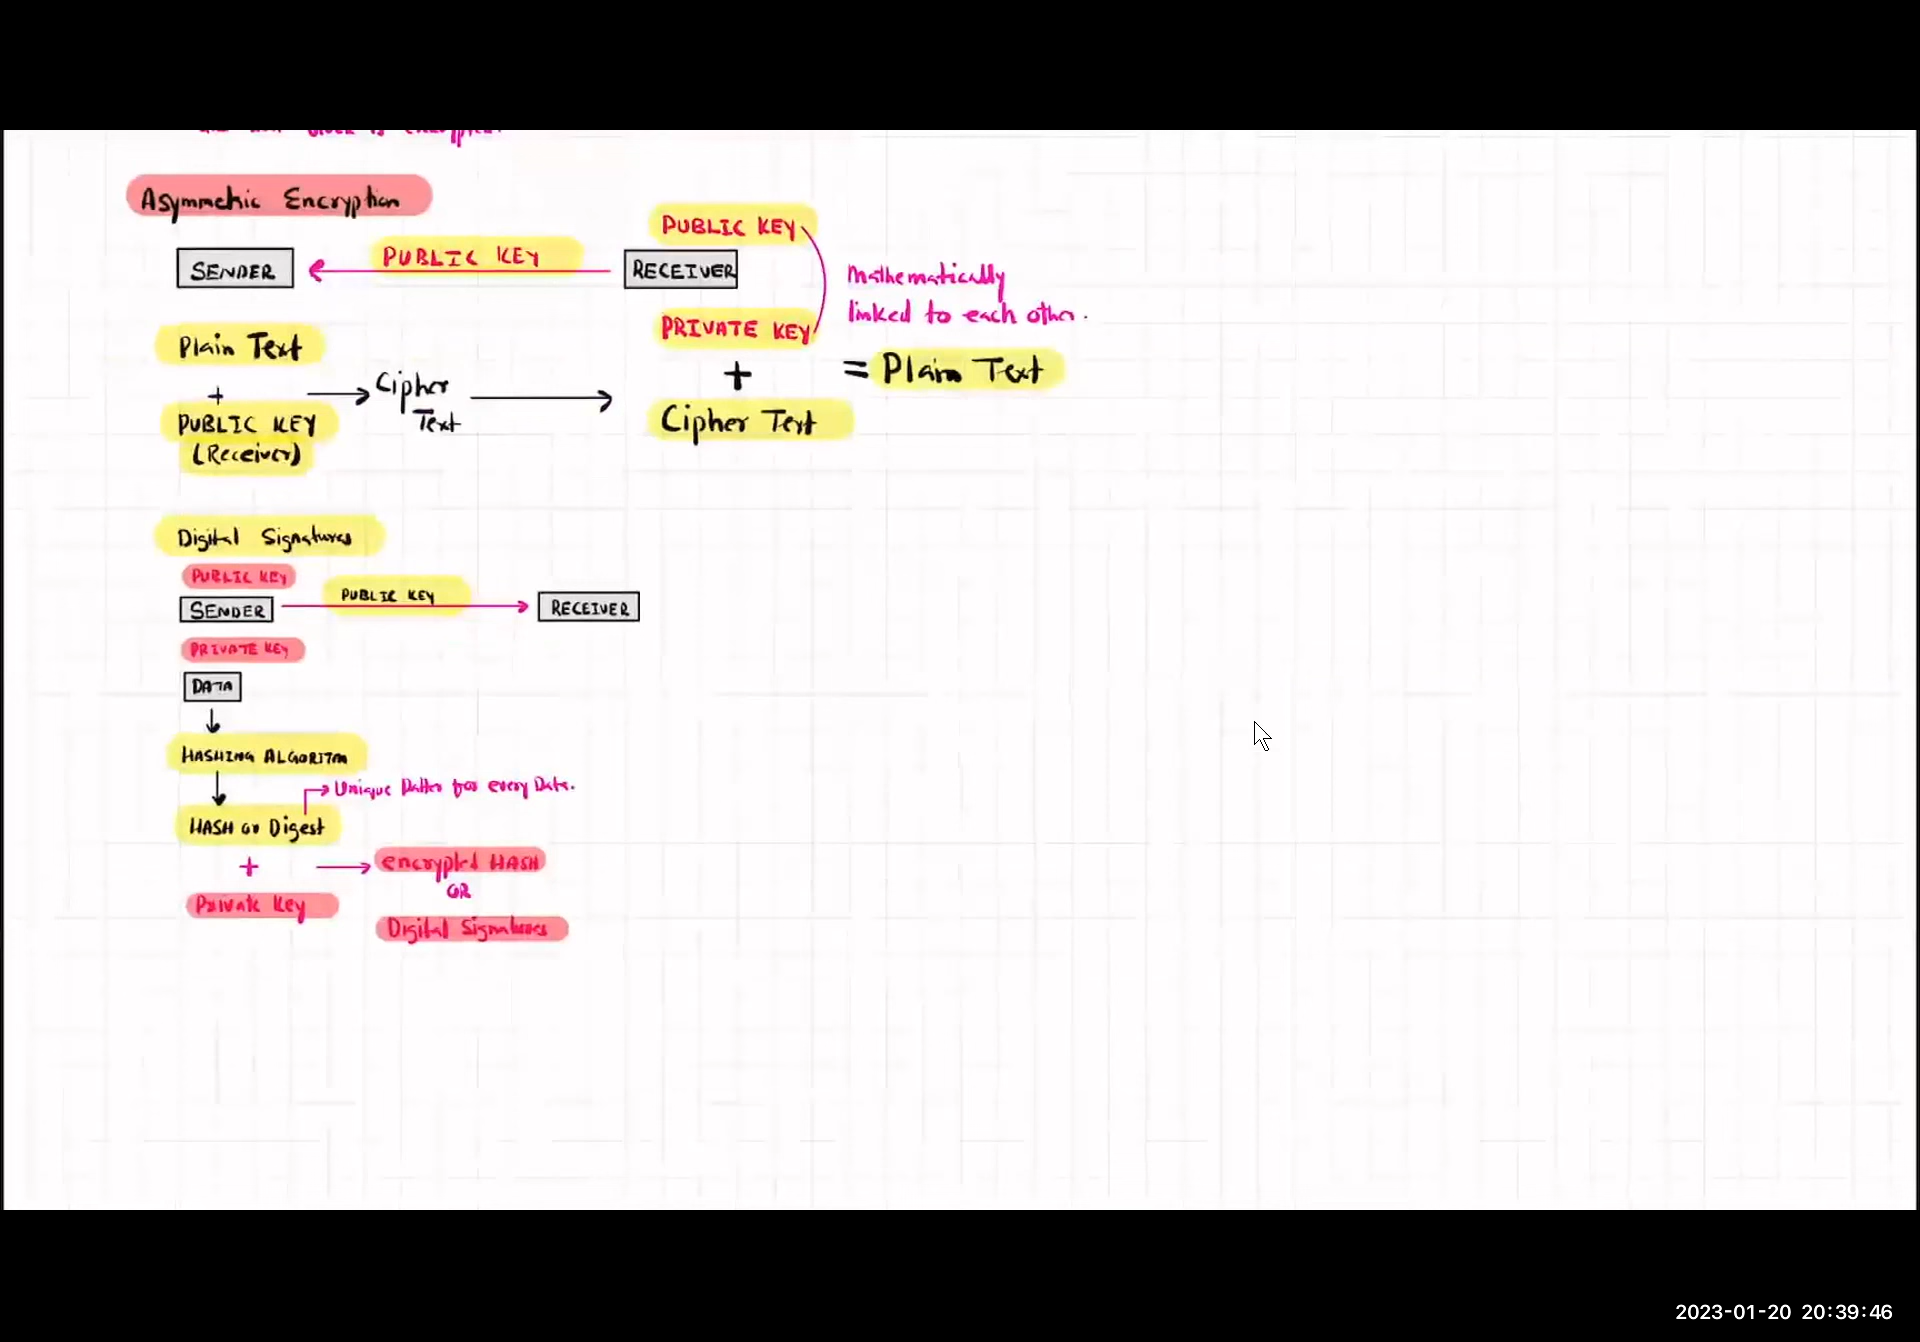 Asymmetric Encryption
PUBLIC KEY
SENDER
PUBLIC KEY
RECEIVER
Mathematically
linked to each other.
PRIVATE KEY
Plain Text
+
PUBLIC KEY
(Receiver)
Cipher
Text
+
Cipher Text
= Plain Text
Digital Signatures
PUBLIC KEY
SENDER
PUBLIC KEY
RECEIVER
PRIVATE KEY
DATA
HASHING ALGORITM
Unique for every Data.
HASH or Digest
+
Private Key
encrypted HASH
OR
Digital Signatures
2023-01-20 20:39:46